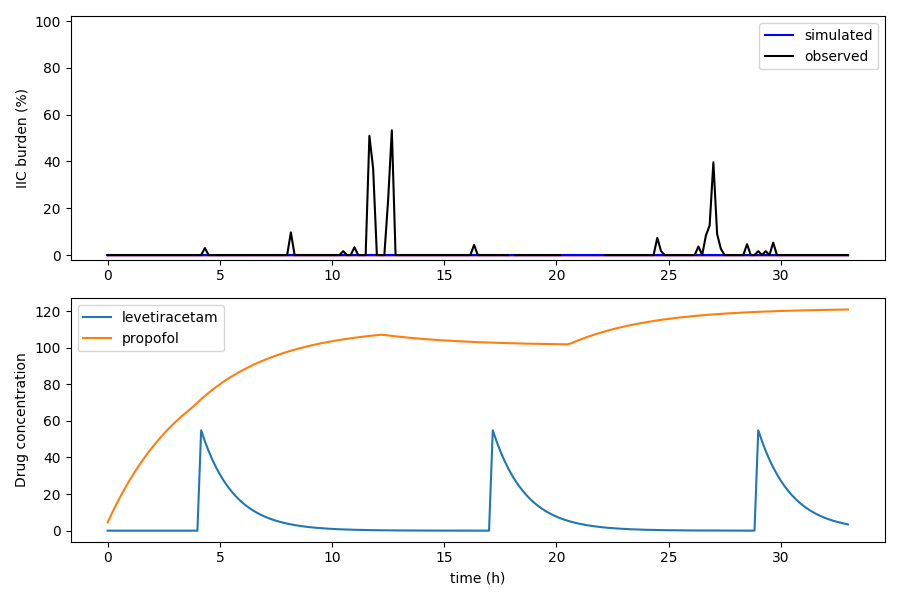 100
80
60
40
20
0
IIC burden (%)
simulated
observed
0 5 10 15 20 25 30
120
100
80
60
40
20
0
Drug concentration
levetiracetam
propofol
0 5 10 15 20 25 30
time (h)